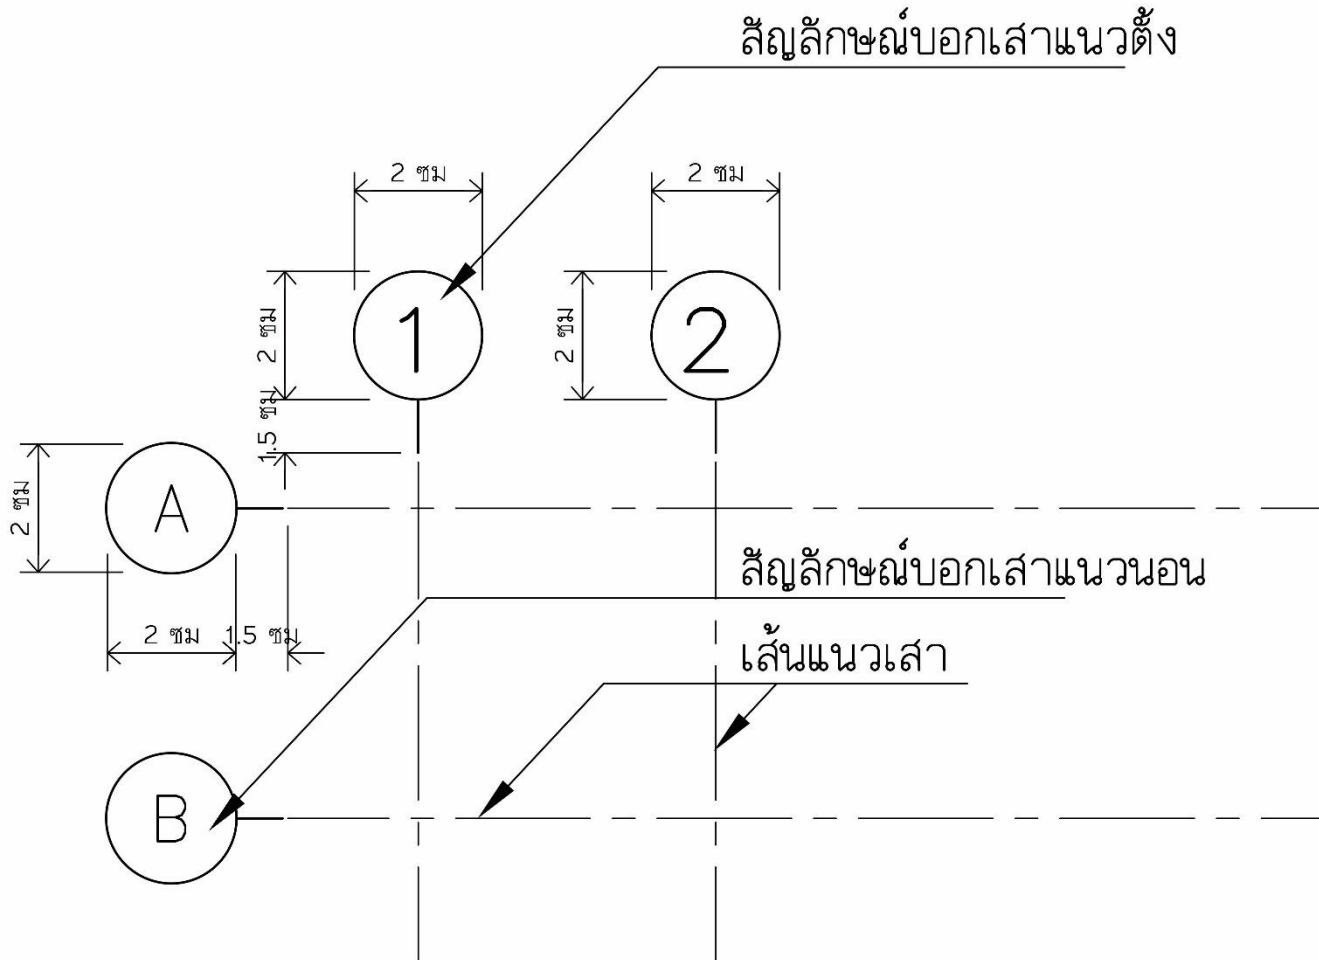 สัญลักษณ์บอกเสาแนวตั้ง
2 ซม
2 ซม
2 ซม
1
2 ซม
2
1.5 ซม
2 ซม
A
สัญลักษณ์บอกเสาแนวนอน
2 ซม
1.5 ซม
เส้นแนวเสา
B